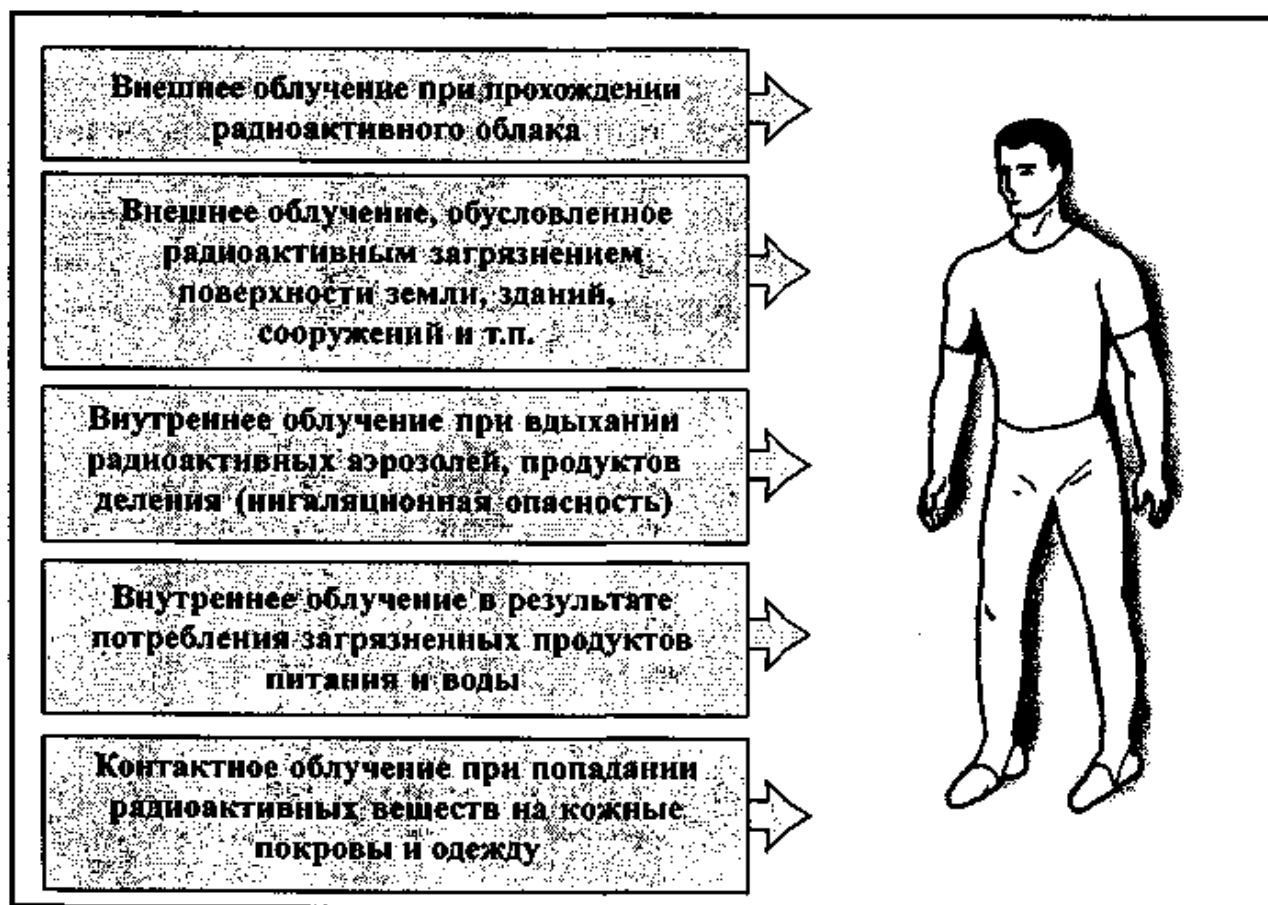 Внешнее облучение при прохождении
радиоактивного облака
Внешнее облучение, обусловленное
радиоактивным загрязнением
поверхности земли, зданий,
сооружений и т.п.
Внутреннее облучение при вдыхании
радиоактивных аэрозолей, продуктов
деления (нигаляционная опасность)
Внутреннее облучение в результате
потребления загрязненных продуктов
питания и воды
Контактное облучение при попадании
радиоактивных веществ на кожные
покровы и одежду